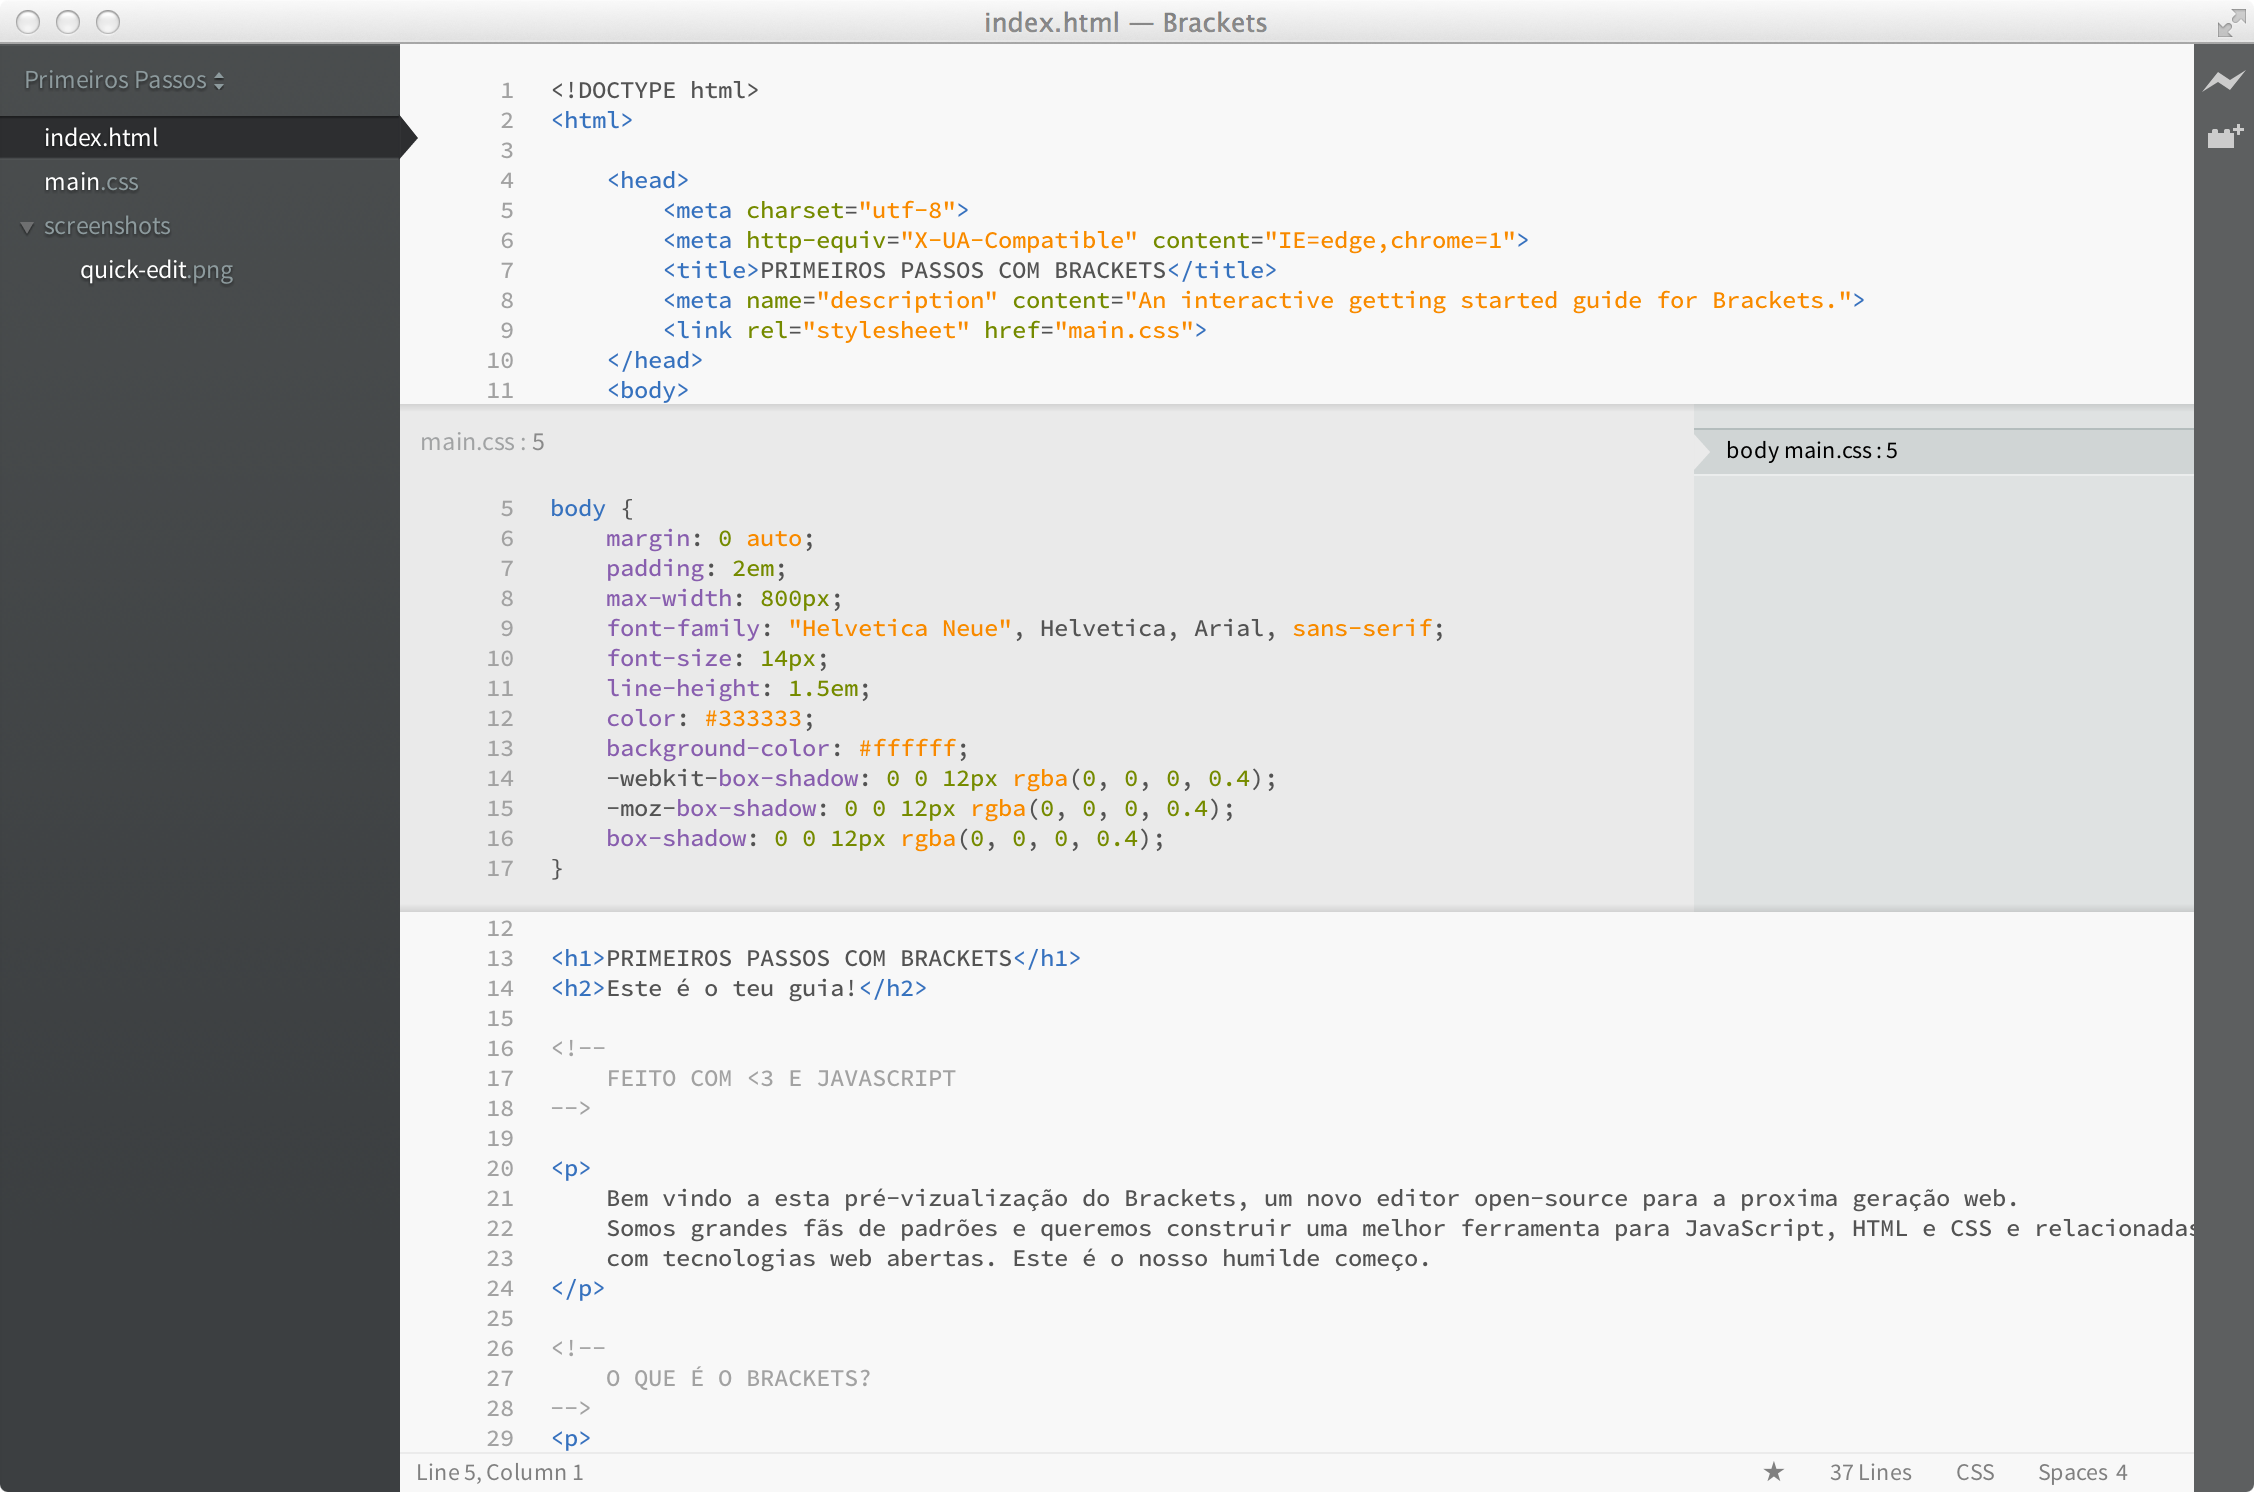 index.html — Brackets
Primeiros Passos
index.html
main.css
screenshots
quick-edit.png
1 <!DOCTYPE html>
2 <html>
3
4 <head>
5 <meta charset="utf-8">
6 <meta http-equiv="X-UA-Compatible" content="IE=edge,chrome=1">
7 <title>PRIMEIROS PASSOS COM BRACKETS</title>
8 <meta name="description" content="An interactive getting started guide for Brackets.">
9 <link rel="stylesheet" href="main.css">
10 </head>
11 <body>
main.css : 5
body main.css : 5
5 body {
6 margin: 0 auto;
7 padding: 2em;
8 max-width: 800px;
9 font-family: "Helvetica Neue", Helvetica, Arial, sans-serif;
10 font-size: 14px;
11 line-height: 1.5em;
12 color: #333333;
13 background-color: #ffffff;
14 -webkit-box-shadow: 0 0 12px rgba(0, 0, 0, 0.4);
15 -moz-box-shadow: 0 0 12px rgba(0, 0, 0, 0.4);
16 box-shadow: 0 0 12px rgba(0, 0, 0, 0.4);
17 }
12
13 <h1>PRIMEIROS PASSOS COM BRACKETS</h1>
14 <h2>Este é o teu guia!</h2>
15
16 <!--
17 FEITO COM <3 E JAVASCRIPT
18 -->
19
20 <p>
21 Bem vindo a esta pré-vizualização do Brackets, um novo editor open-source para a proxima geração web.
22 Somos grandes fãs de padrões e queremos construir uma melhor ferramenta para JavaScript, HTML e CSS e relacionadas
23 com tecnologias web abertas. Este é o nosso humilde começo.
24 </p>
25
26 <!--
27 O QUE É O BRACKETS?
28 -->
29 <p>
Line 5, Column 1
★ 37 Lines CSS Spaces 4